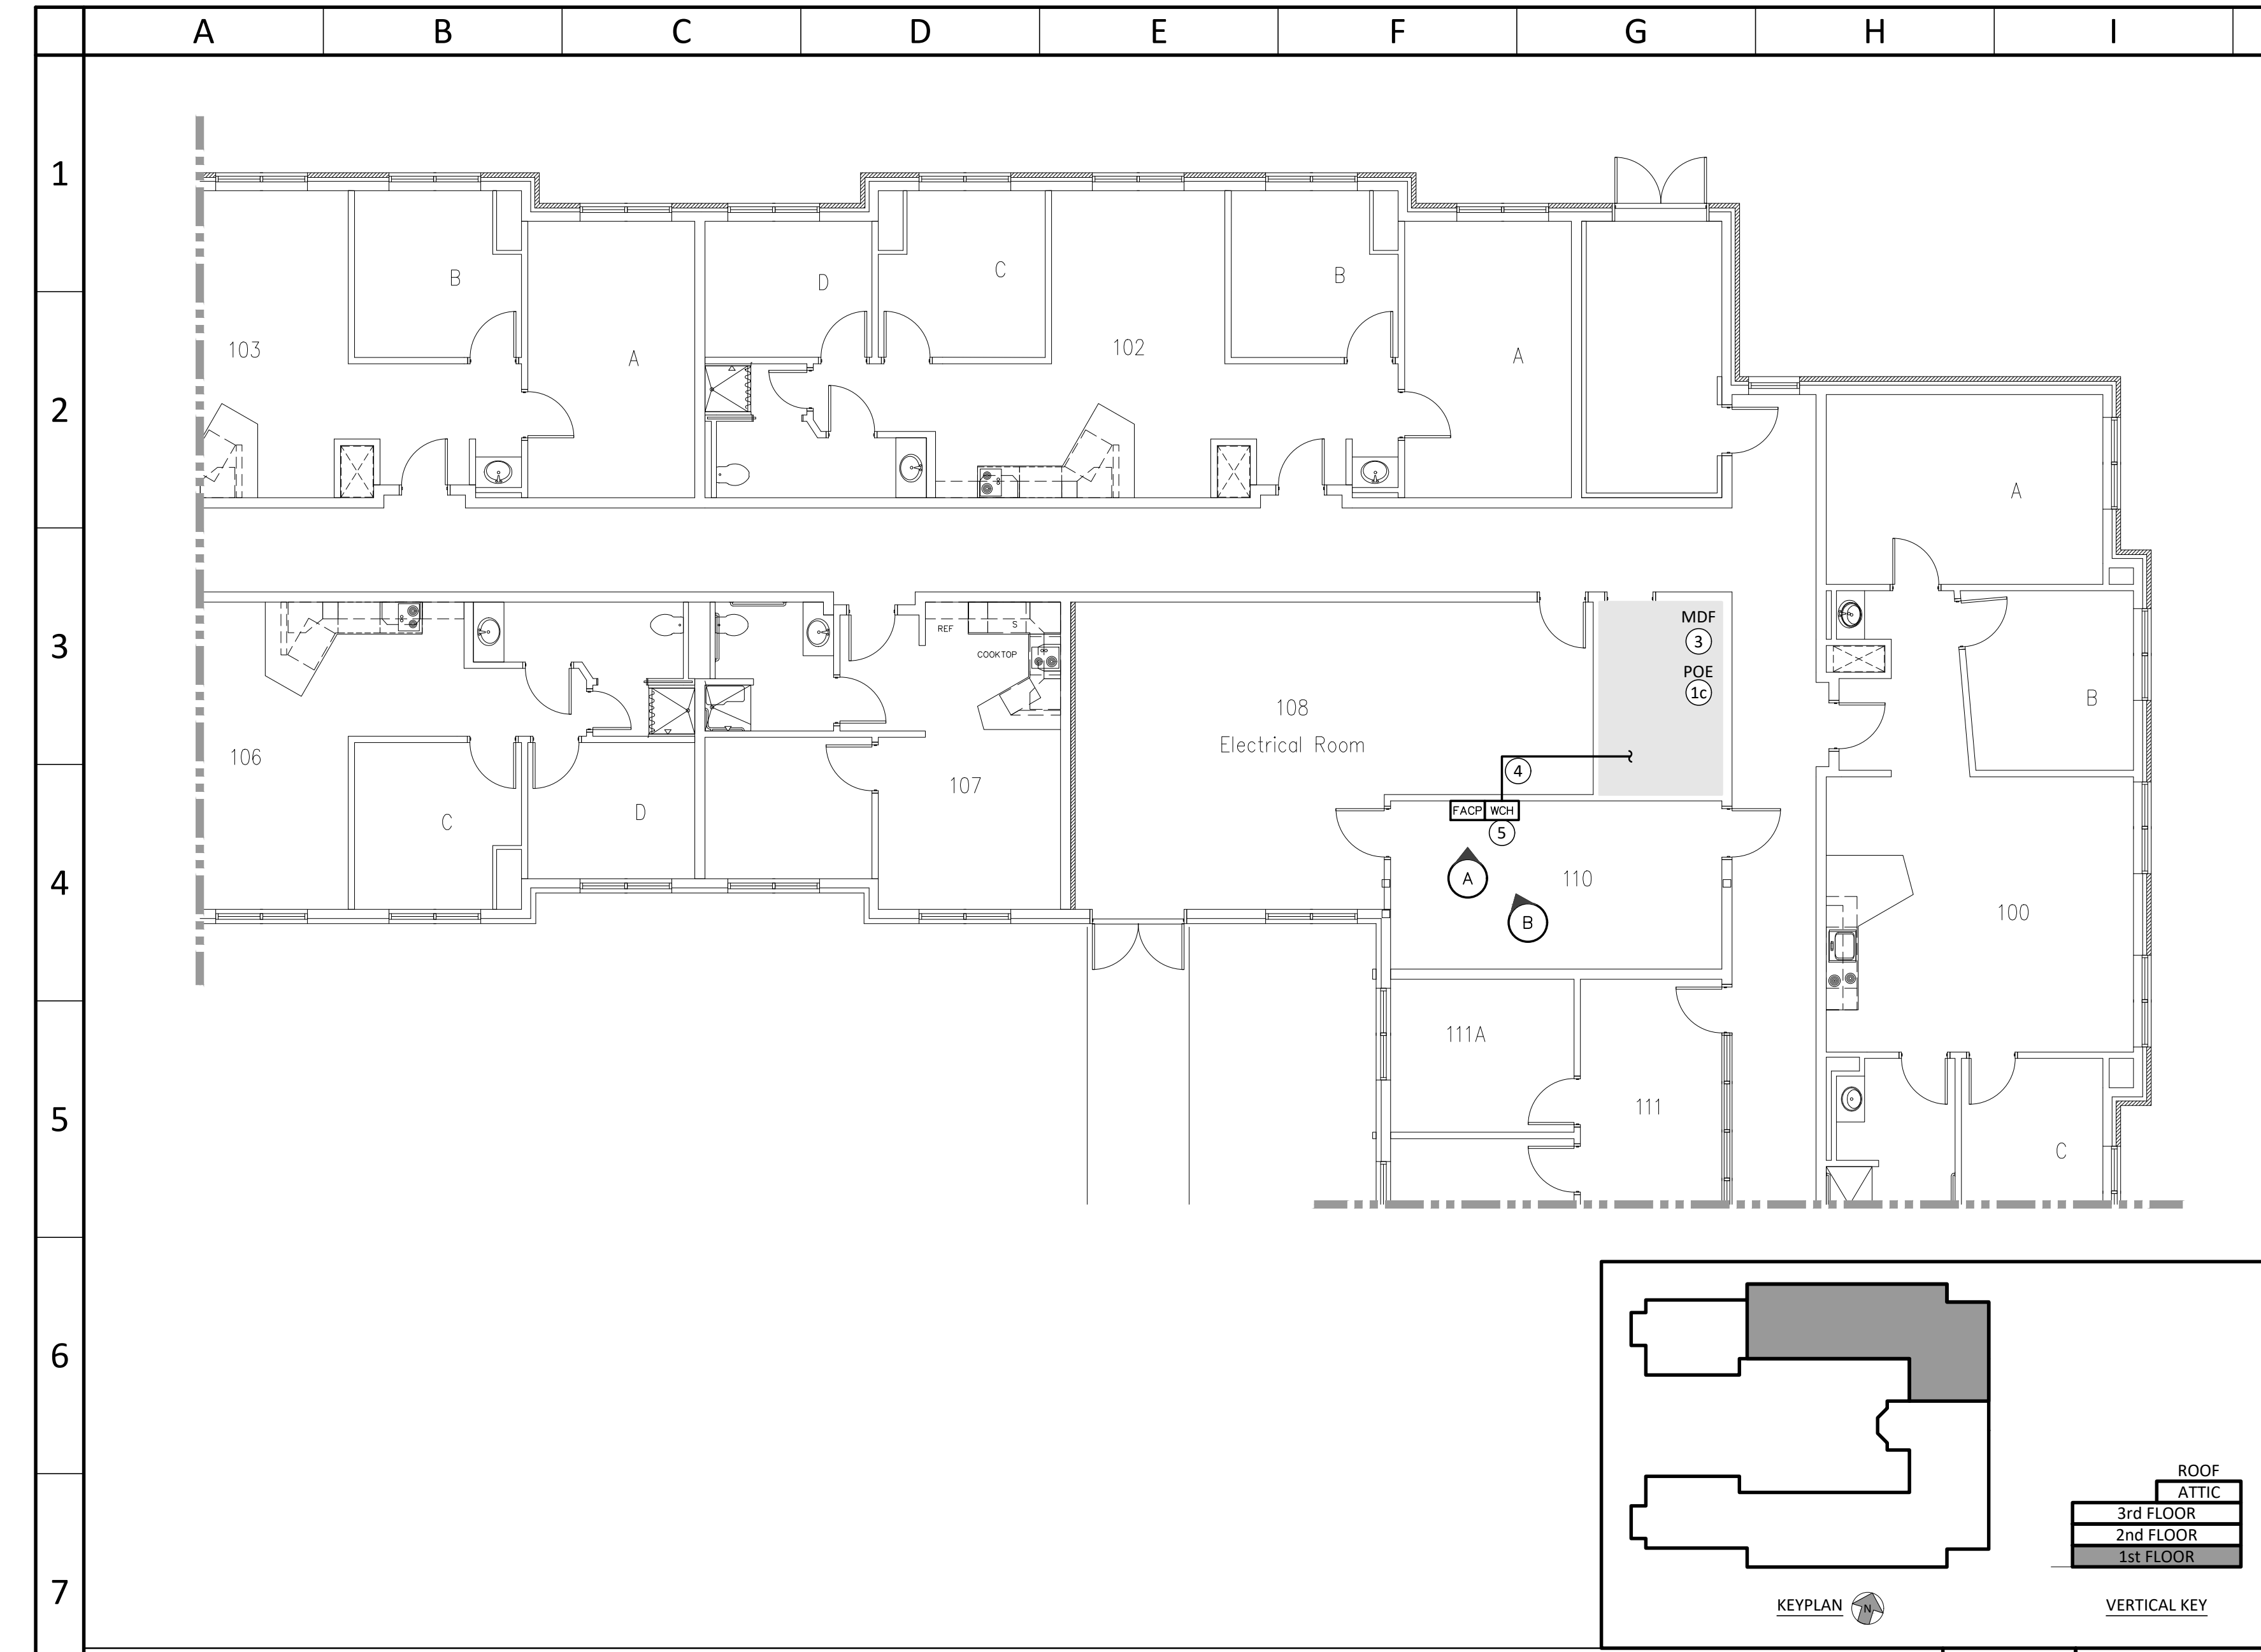 A B C D E F G H I
1
B
D
C
B
103
A
102
A
2
A
MDF
3
REF
S
3
COOKTOP
POE
1c
B
108
Electrical Room
106
4
107
FACP WCH
C
D
5
4
A
110
B
100
111A
111
5
C
6
ROOF
ATTIC
3rd FLOOR
2nd FLOOR
1st FLOOR
7
KEYPLAN N
VERTICAL KEY